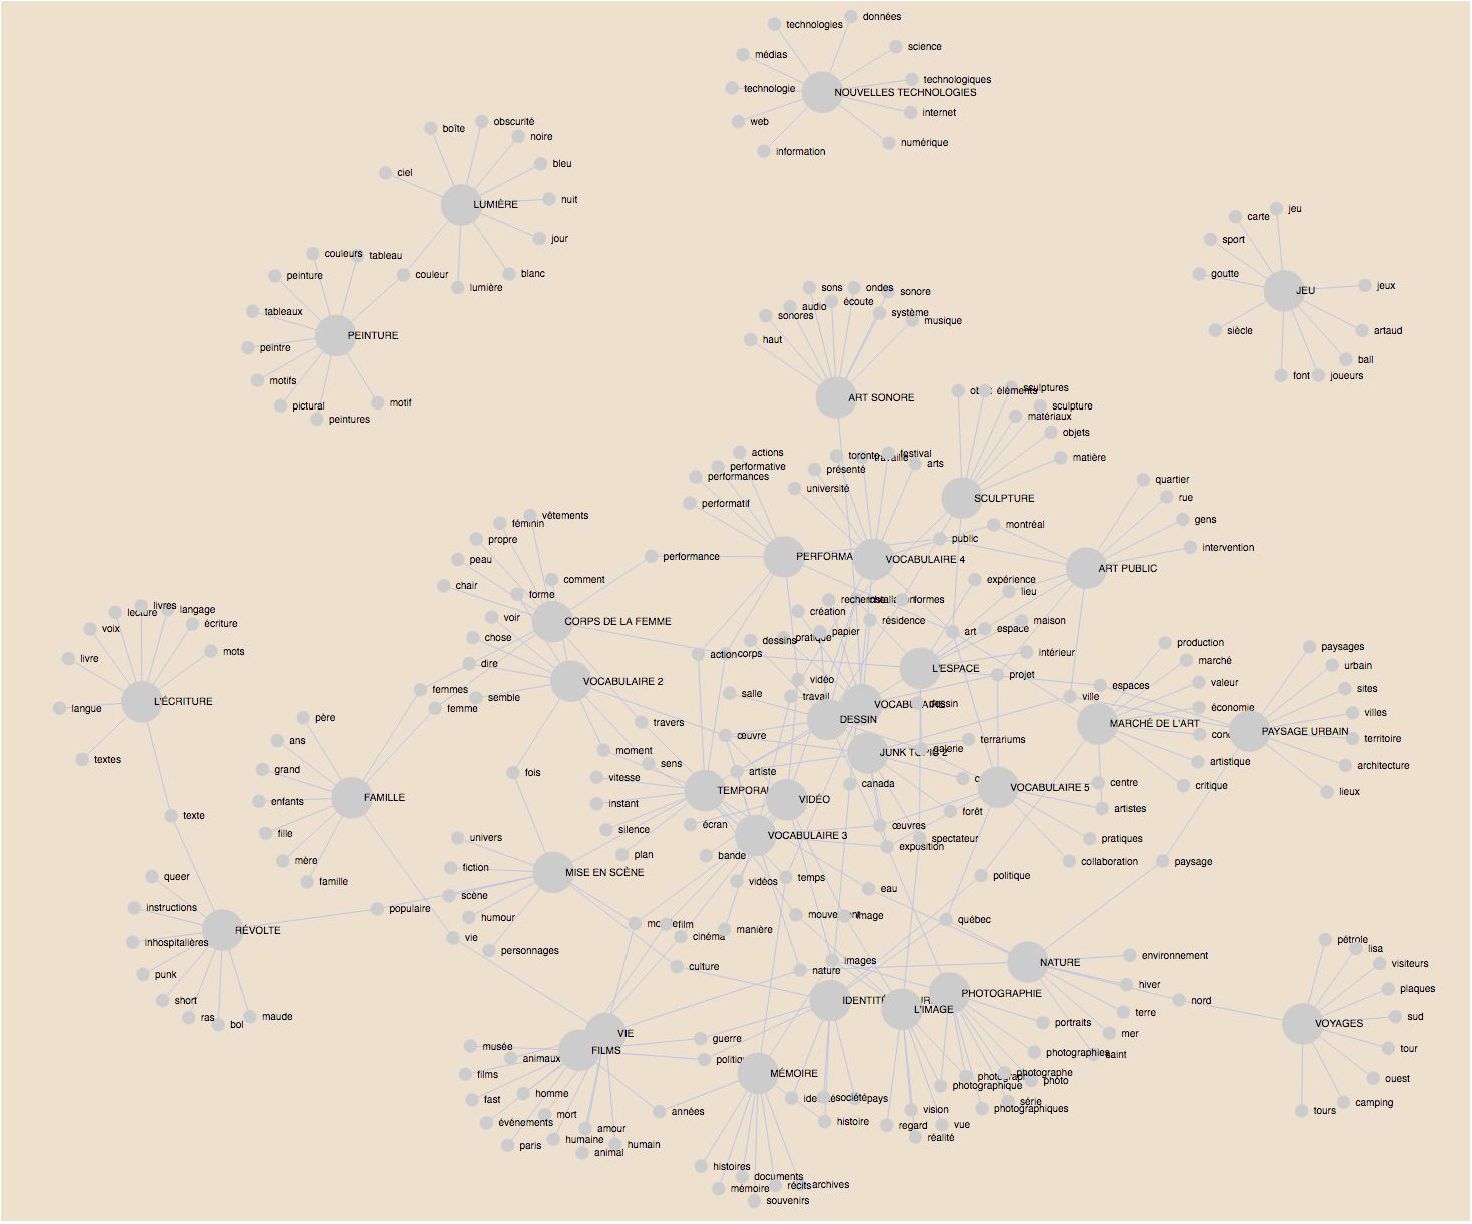 données
technologies
science
médias
technologiques
technologie
NOUVELLES TECHNOLOGIES
internet
web
numérique
information
boîte
obscurité
noire
bleu
ciel
nuit
LUMIÈRE
jour
blanc
lumière
couleur
couleurs
tableau
peinture
tableaux
PEINTURE
peintre
motifs
pictural
peintures
motif
jeu
carte
sport
goutte
JEU
jeux
siècle
artaud
ball
font
joueurs
sons
ondes
sonore
audio
écoute
sonores
système
musique
haut
ART SONORE
éléments
sculptures
sculpture
matériaux
objets
matière
SCULPTURE
montréal
public
actions
performative
performances
performatif
toronto
festival
présenté
arts
université
VOCABULAIRE 4
performance
quartier
rue
gens
intervention
ART PUBLIC
expérience
lieu
vêtements
féminin
propre
peau
comment
chair
forme
voir
CORPS DE LA FEMME
chose
dire
VOCABULAIRE 2
semble
femmes
femme
formes
création
résidence
papier
dessins
pratique
action
corps
art
espace
maison
intérieur
L'ESPACE
projet
vidéo
salle
travail
DESSIN
travers
œuvre
moment
sens
artiste
vitesse
instant
silence
plan
écran
bande
VIDÉO
VOCABULAIRE 3
canada
galerie
terrariums
VOCABULAIRE 5
forêt
œuvres
spectateur
exposition
production
marché
valeur
espaces
ville
économie
MARCHÉ DE L'ART
artistique
centre
critique
artistes
pratiques
collaboration
paysage
paysages
urbain
sites
villes
PAYSAGE URBAIN
territoire
architecture
lieux
livres
lecture
langage
écriture
voix
mots
livre
L'ÉCRITURE
langue
textes
texte
père
ans
grand
FAMILLE
enfants
fille
mère
famille
fois
univers
fiction
MISE EN SCÈNE
scène
humour
vie
personnages
populaire
queer
instructions
RÉVOLTE
inhospitalières
punk
short
ras
bol
maude
vidéos
temps
eau
politique
québec
film
cinéma
manière
image
culture
images
nature
NATURE
environnement
hiver
nord
terre
mer
saint
PHOTOGRAPHIE
L'IMAGE
portraits
photographies
photographe
photo
photographique
série
photographiques
vision
vue
regard
réalité
société
pays
histoire
VIE
FILMS
musée
animaux
films
homme
fast
mort
événements
amour
humaine
humain
paris
animal
guerre
MÉMOIRE
années
histoires
documents
mémoire
récits
archives
souvenirs
pétrole
lisa
visiteurs
plaques
sud
VOYAGES
tour
ouest
camping
tours